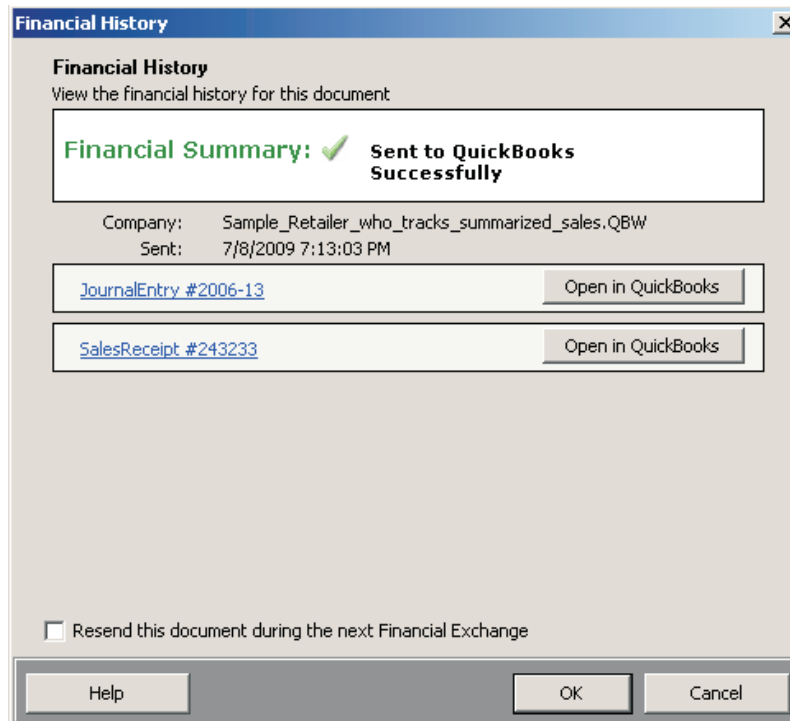 Financial History
Financial History
View the financial history for this document
Financial Summary: Sent to QuickBooks
Successfully
Company: Sample_Retailer_who_tracks_summarized_sales.QBW
Sent: 7/8/2009 7:13:03 PM
JournalEntry #2006-13 Open in QuickBooks
SalesReceipt #243233 Open in QuickBooks
Resend this document during the next Financial Exchange
Help OK Cancel